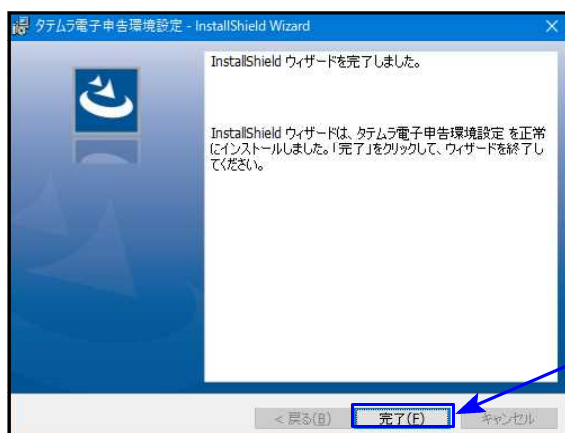 タテムラ電子申告環境設定 - InstallShield Wizard
InstallShield ウィザードを完了しました。
InstallShield ウィザードは、タテムラ電子申告環境設定 を正常
にインストールしました。「完了」をクリックして、ウィザードを終了し
てください。
< 戻る(B) 完了(F) キャンセル